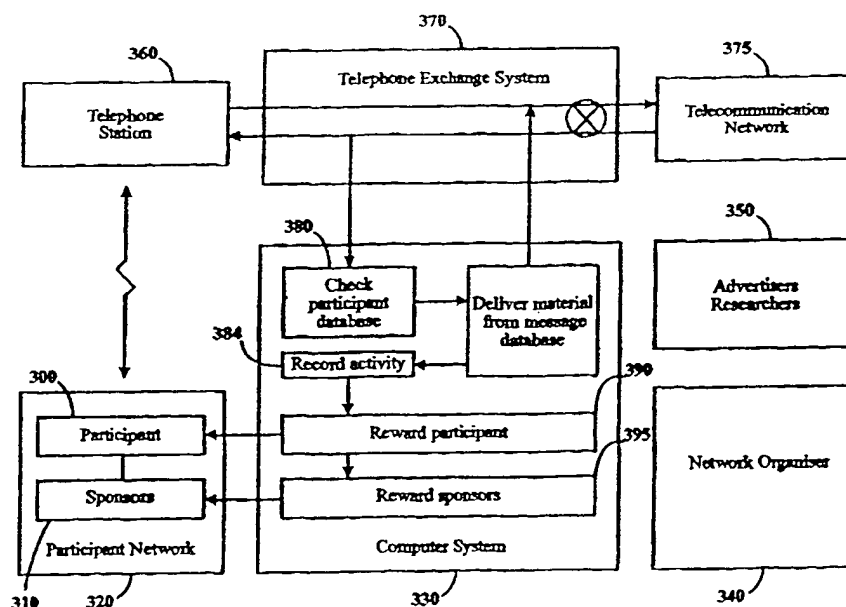 370
360
375
Telephone Exchange System
Telephone
Station
Telecommunication
Network
380
350
Check
participant
database
Deliver material
from message
database
Advertisers
Researchers
384
Record activity
300
390
Participant
Reward participant
395
Network Organiser
Sponsors
Reward sponsors
Participant Network
Computer System
310
320
330
340